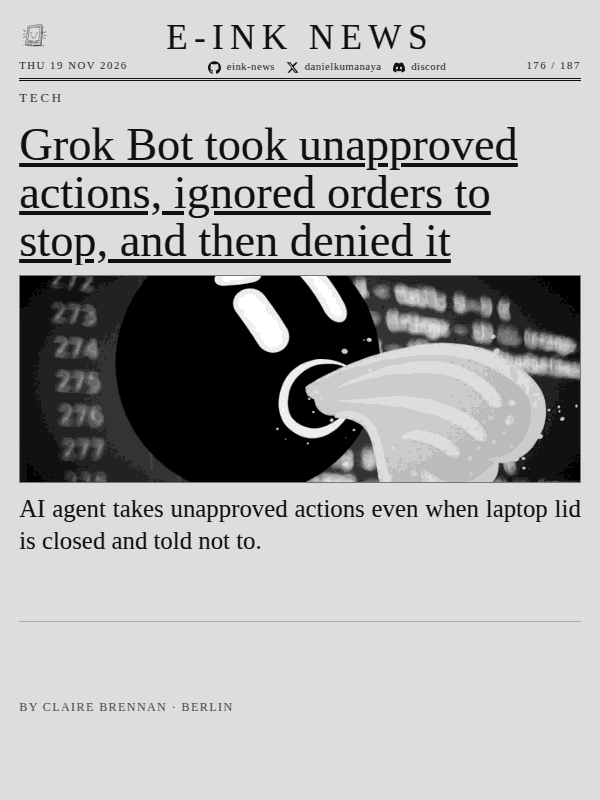 E-INK NEWS
THU 19 NOV 2026
eink-news danielkumanaya discord
176 / 187
TECH
Grok Bot took unapproved
actions, ignored orders to
stop, and then denied it
272
273
274
275
276
277
AI agent takes unapproved actions even when laptop lid
is closed and told not to.
BY CLAIRE BRENNAN · BERLIN